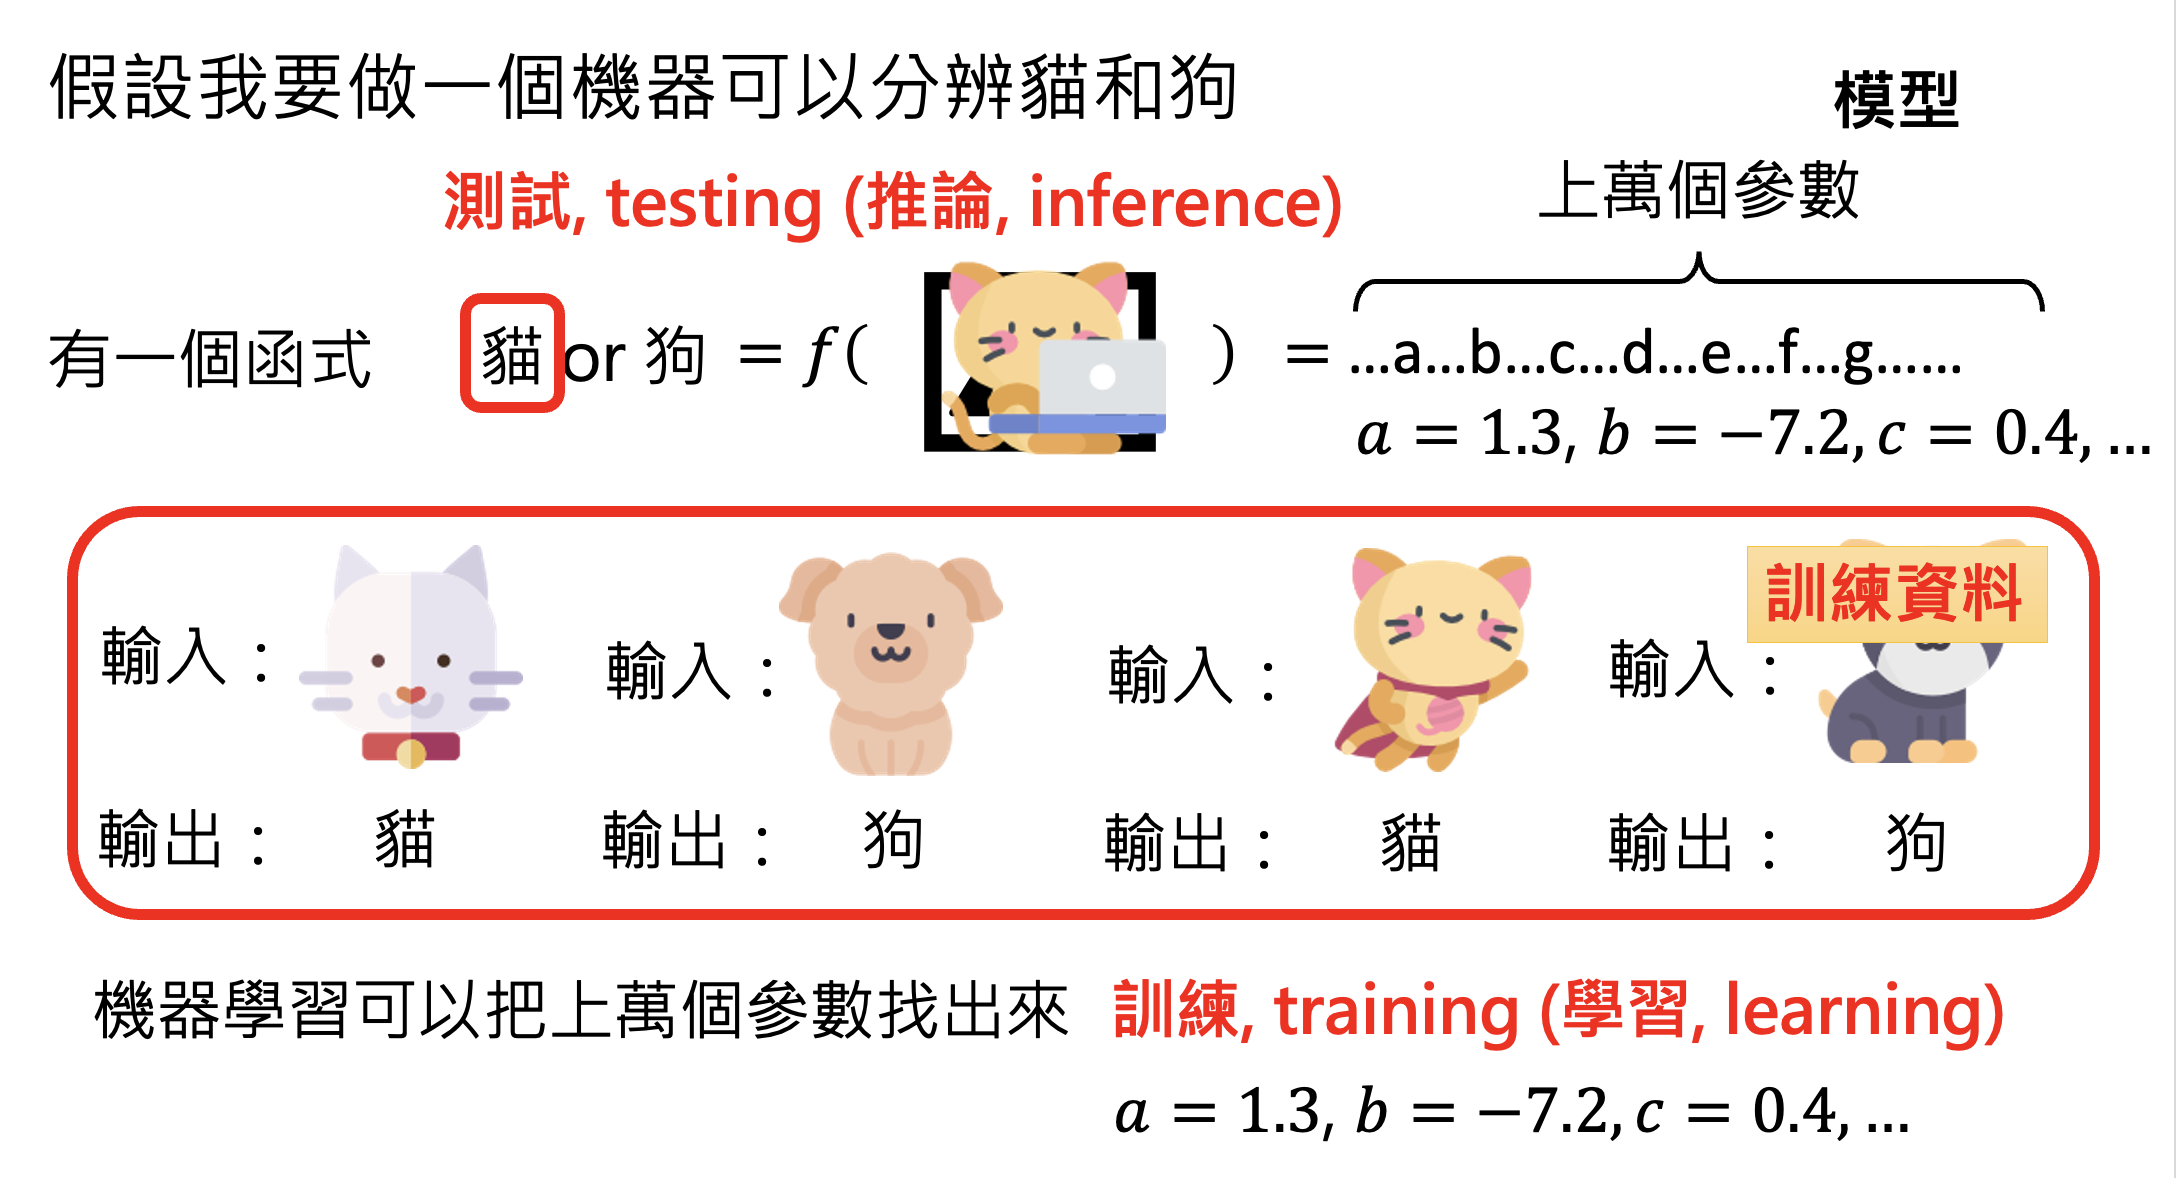 假設我要做一個機器可以分辨貓和狗
模型
測試, testing (推論, inference)
上萬個參數
有一個函式 貓 or 狗 = f( ) = …a…b…c…d…e…f…g……
a = 1.3, b = −7.2, c = 0.4, …
訓練資料
輸入： 輸入： 輸入： 輸入：
輸出： 貓 輸出： 狗 輸出： 貓 輸出： 狗
機器學習可以把上萬個參數找出來 訓練, training (學習, learning)
a = 1.3, b = −7.2, c = 0.4, …